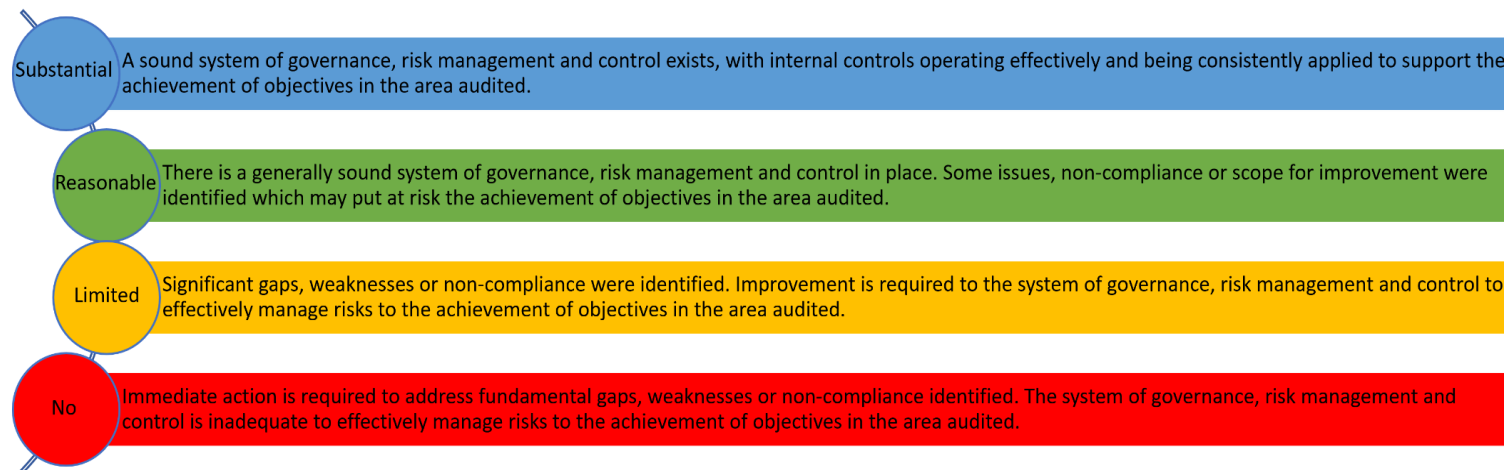 Substantial
A sound system of governance, risk management and control exists, with internal controls operating effectively and being consistently applied to support the
achievement of objectives in the area audited.
Reasonable
There is a generally sound system of governance, risk management and control in place. Some issues, non-compliance or scope for improvement were
identified which may put at risk the achievement of objectives in the area audited.
Limited
Significant gaps, weaknesses or non-compliance were identified. Improvement is required to the system of governance, risk management and control to
effectively manage risks to the achievement of objectives in the area audited.
No
Immediate action is required to address fundamental gaps, weaknesses or non-compliance identified. The system of governance, risk management and
control is inadequate to effectively manage risks to the achievement of objectives in the area audited.